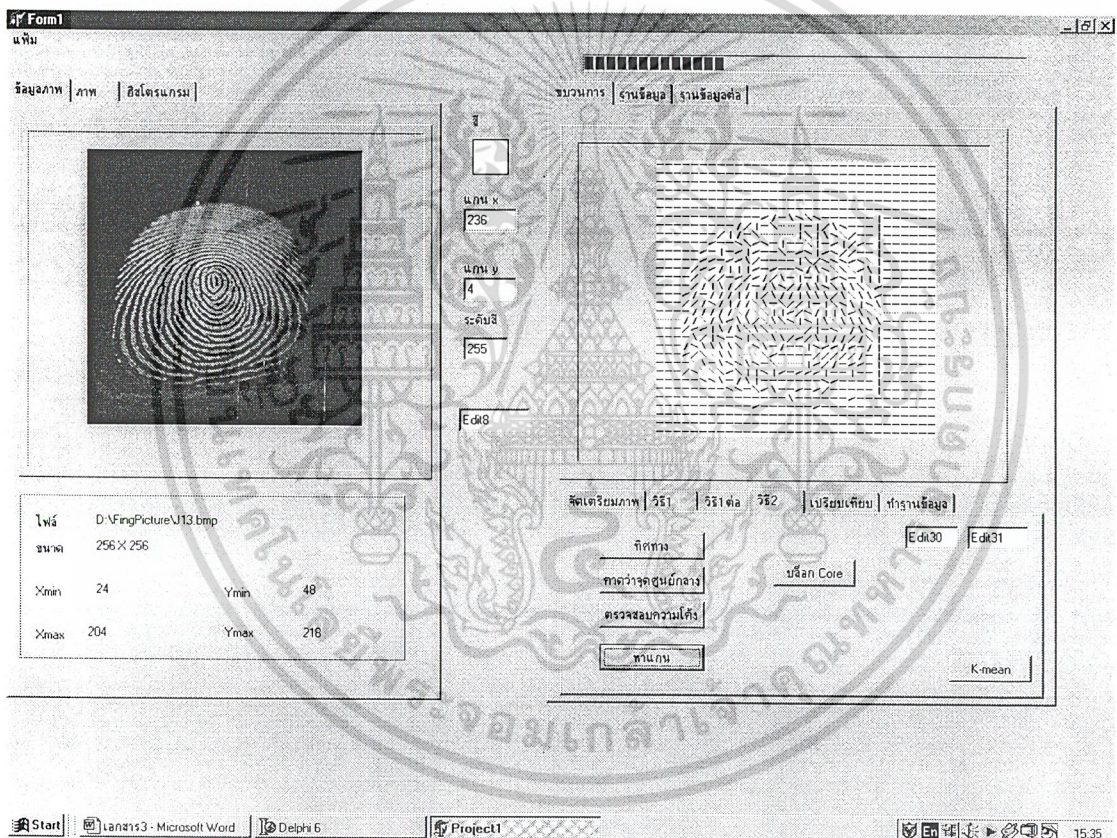 Form1
แฟ้ม
ข้อมูลภาพ ภาพ ฮิสโตรแกรม
สี
แกน x
236
แกน y
4
ระดับสี
255
Edit8
ไฟล์ D:\FingPicture\J13.bmp
ขนาด 256 X 256
Xmin 24 Ymin 48
Xmax 204 Ymax 218
ขบวนการ ฐานข้อมูล ฐานข้อมูลต่อ
จัดเตรียมภาพ วิธี1 วิธี1ต่อ วิธี2 เปรียบเทียบ ทำฐานข้อมูล
ทิศทาง
คาดว่าจุดศูนย์กลาง
ตรวจสอบความโค้ง
หาแกน
บล๊อก Core
Edit30 Edit31
K-mean
Start เอกสาร3 - Microsoft Word Delphi 6 Project1 En 15:39